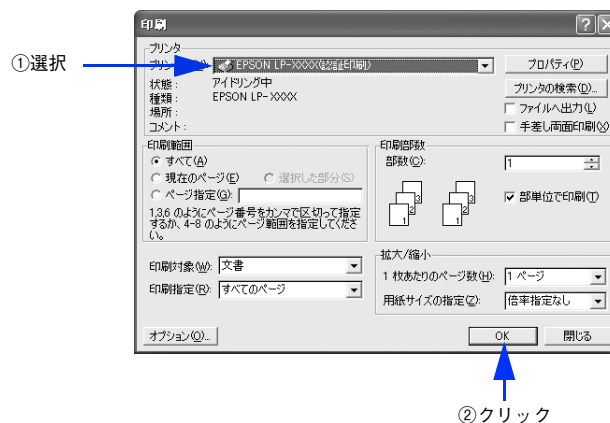 印刷
プリンタ
①選択
EPSON LP-XXXX(認証印刷)
プロパティ(P)
状態： アイドリング中
プリンタの検索(D)...
種類： EPSON LP-XXXX
場所：
ファイルへ出力(L)
コメント：
手差し両面印刷(X)
印刷範囲
すべて(A)
現在のページ(E) 選択した部分(S)
ページ指定(G):
1,3,6 のようにページ番号をカンマで区切って指定
するか、4-8 のようにページ範囲を指定してくださ
い。
印刷部数
部数(C): 1
部単位で印刷(T)
1 2 3 1 2 3
印刷対象(W): 文書
印刷指定(R): すべてのページ
拡大/縮小
1 枚あたりのページ数(H): 1 ページ
用紙サイズの指定(Z): 倍率指定なし
オプション(O)...
OK 閉じる
②クリック